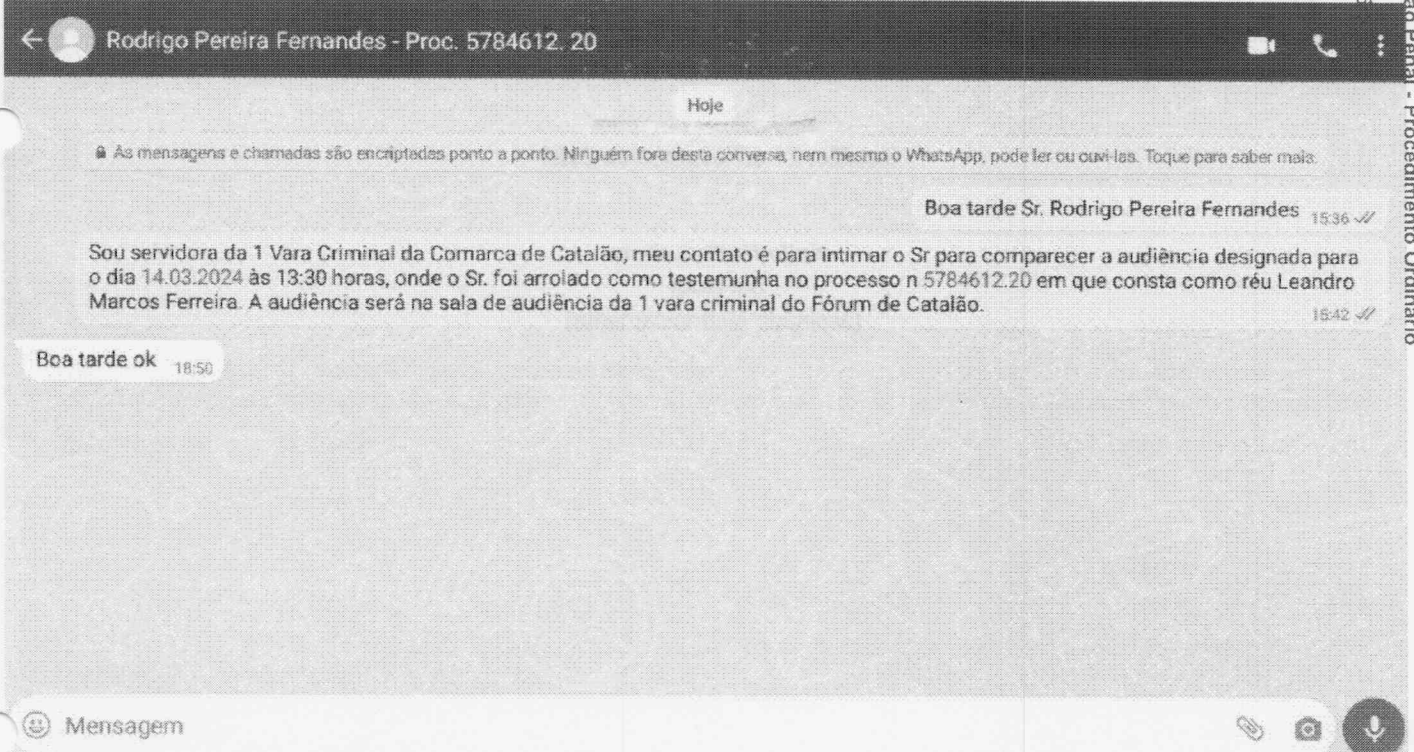 Rodrigo Pereira Fernandes - Proc. 5784612. 20
Hoje
As mensagens e chamadas são encriptadas ponto a ponto. Ninguém fora desta conversa, nem mesmo o WhatsApp, pode ler ou ouvi-las. Toque para saber mais.
Boa tarde Sr. Rodrigo Pereira Fernandes 15:36
Sou servidora da 1 Vara Criminal da Comarca de Catalão, meu contato é para intimar o Sr para comparecer a audiência designada para
o dia 14.03.2024 às 13:30 horas, onde o Sr. foi arrolado como testemunha no processo n 5784612.20 em que consta como réu Leandro
Marcos Ferreira. A audiência será na sala de audiência da 1 vara criminal do Fórum de Catalão.
15:42
Boa tarde ok 18:50
Mensagem
Penal - Procedimento Ordinário